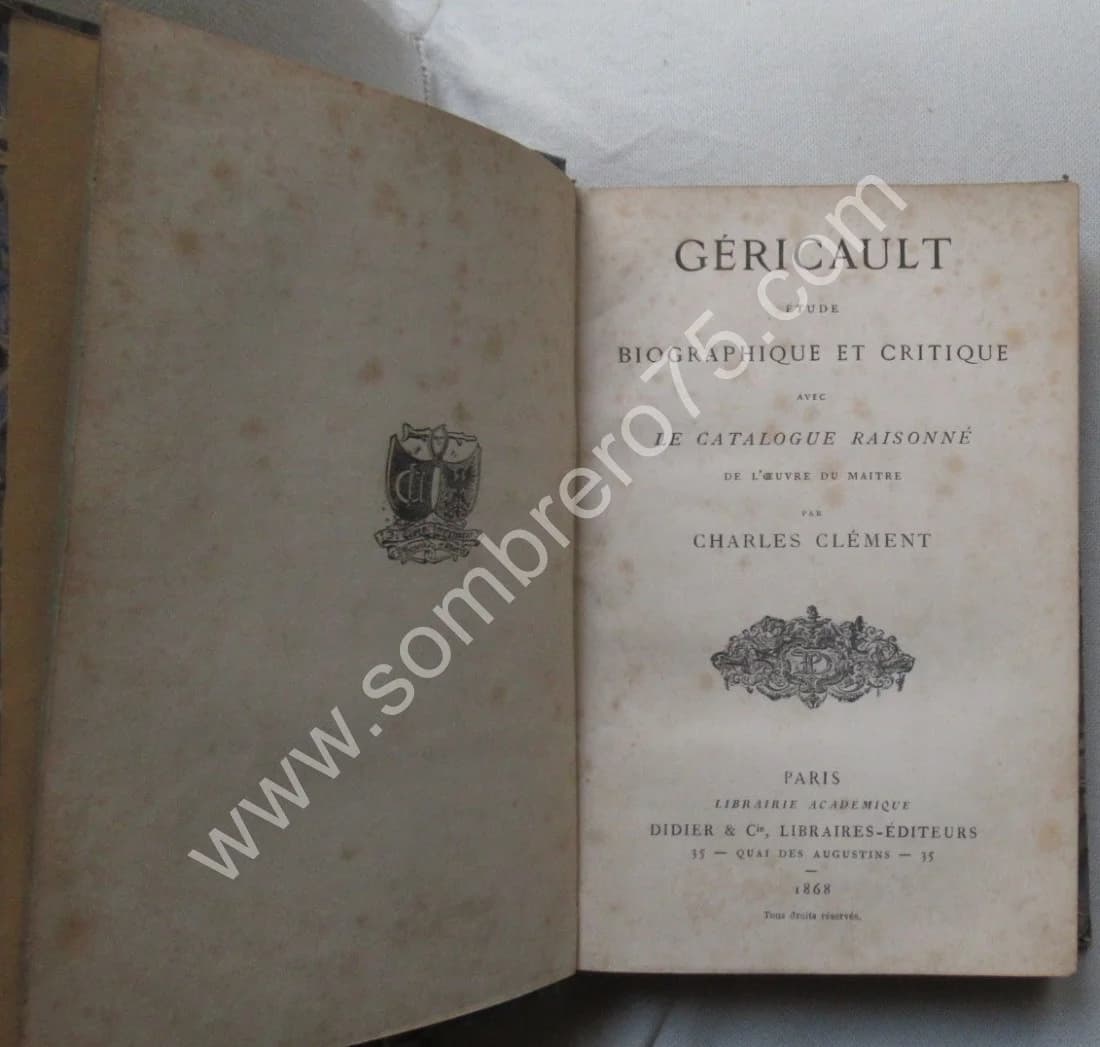 GÉRICAULT
ÉTUDE
BIOGRAPHIQUE ET CRITIQUE
AVEC
LE CATALOGUE RAISONNÉ
DE L'ŒUVRE DU MAITRE
PAR
CHARLES CLÉMENT
PARIS
LIBRAIRIE ACADEMIQUE
DIDIER & Cie, LIBRAIRES-ÉDITEURS
35 — QUAI DES AUGUSTINS — 35
1868
Tous droits réservés.
www.sombrero75.com